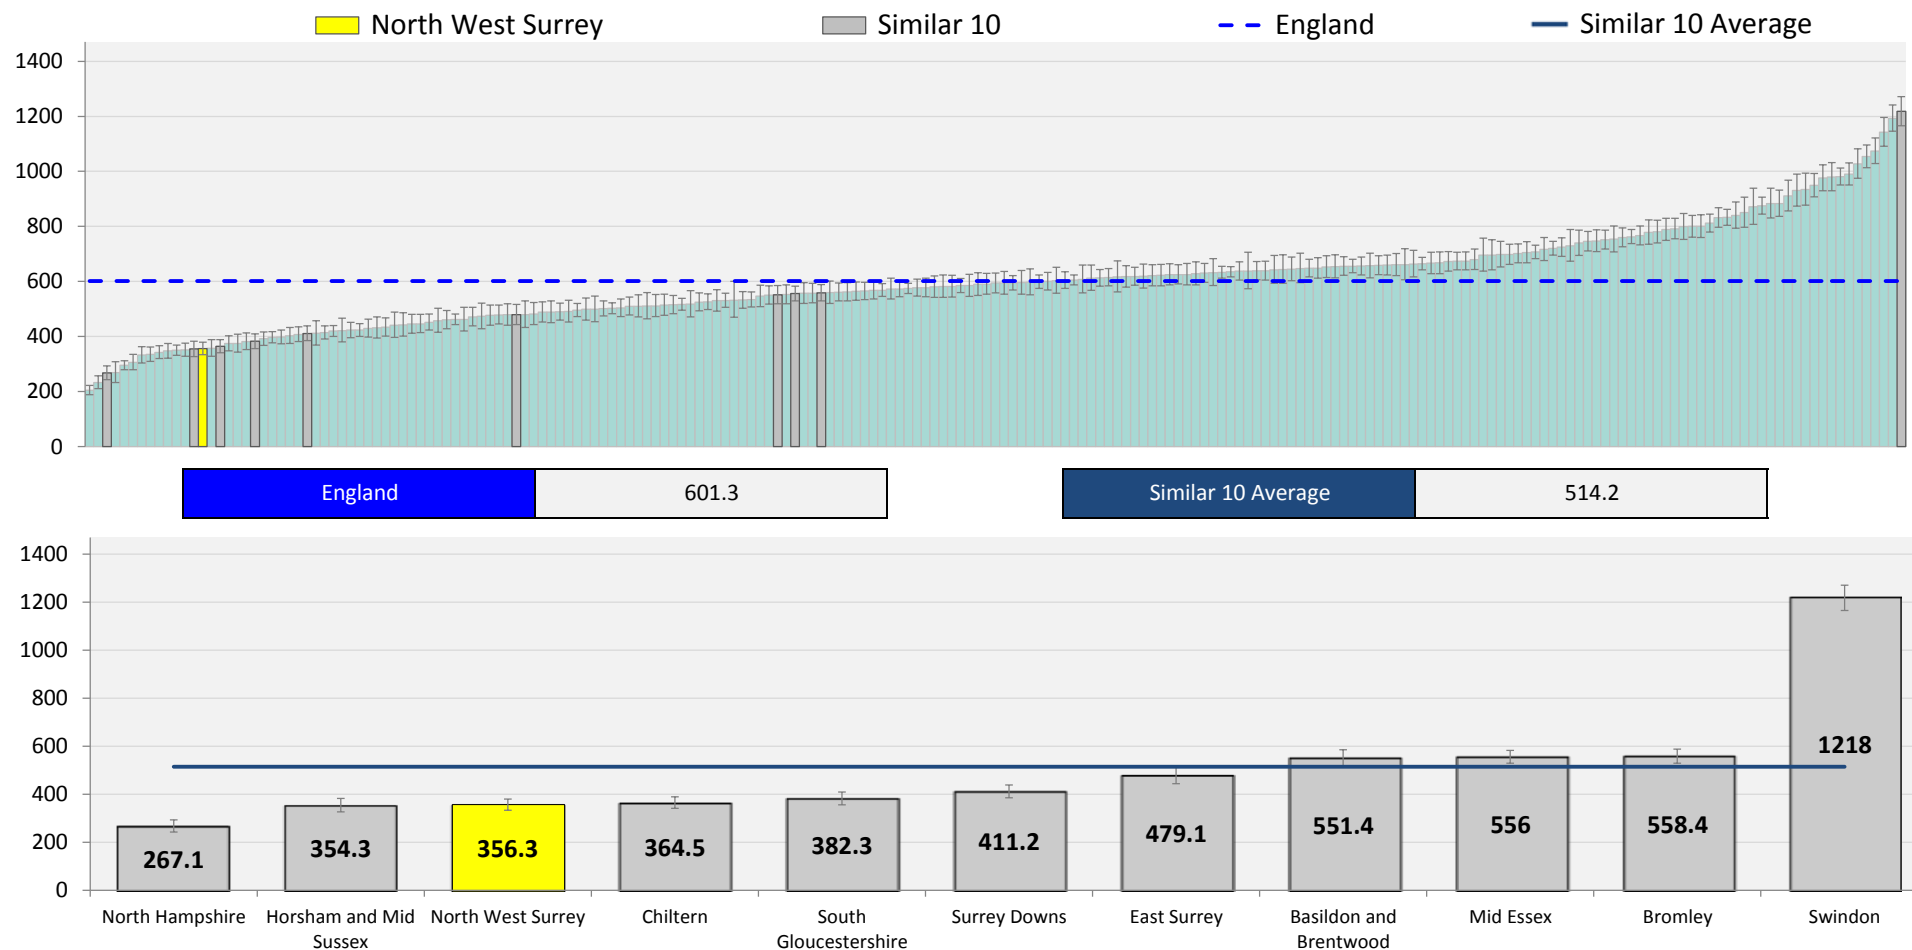 North West Surrey
Similar 10
England
Similar 10 Average
1400
1200
1000
800
600
400
200
0
England 601.3
Similar 10 Average 514.2
1400
1200
1000
800
600
400
200
0
267.1
354.3
356.3
364.5
382.3
411.2
479.1
551.4
556
558.4
1218
North Hampshire
Horsham and Mid
Sussex
North West Surrey
Chiltern
South
Gloucestershire
Surrey Downs
East Surrey
Basildon and
Brentwood
Mid Essex
Bromley
Swindon